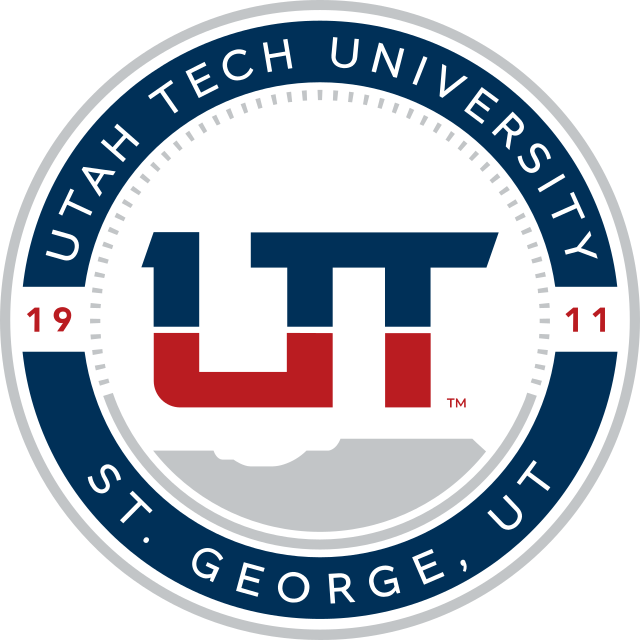 UTAH TECH UNIVERSITY
19 11
UT
TM
ST. GEORGE, UT